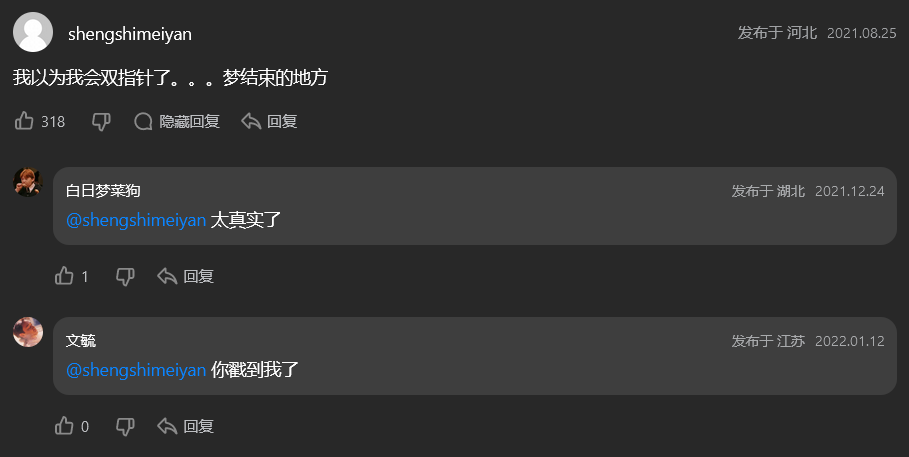 shengshimeiyan
发布于 河北 2021.08.25
我以为我会双指针了。。。梦结束的地方
318 隐藏回复 回复
白日梦菜狗
发布于 湖北 2021.12.24
@shengshimeiyan 太真实了
1 回复
文毓
发布于 江苏 2022.01.12
@shengshimeiyan 你戳到我了
0 回复